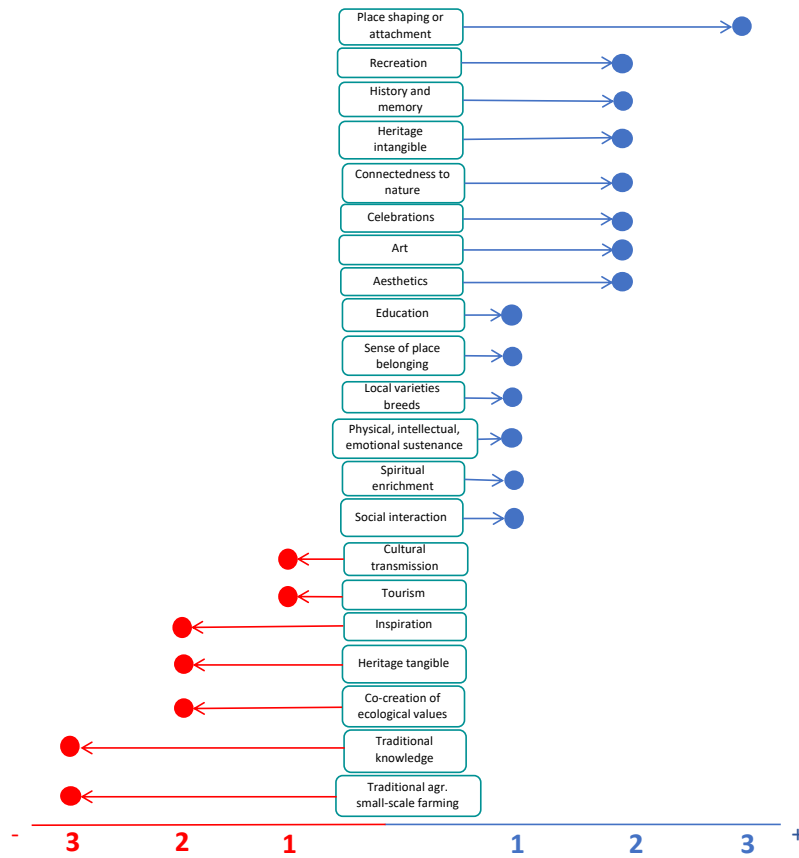 Place shaping or
attachment
Recreation
History and
memory
Heritage
intangible
Connectedness to
nature
Celebrations
Art
Aesthetics
Education
Sense of place
belonging
Local varieties
breeds
Physical, intellectual,
emotional sustenance
Spiritual
enrichment
Social interaction
Cultural
transmission
Tourism
Inspiration
Heritage tangible
Co-creation of
ecological values
Traditional
knowledge
Traditional agr.
small-scale farming
- 3 2 1 1 2 3 +